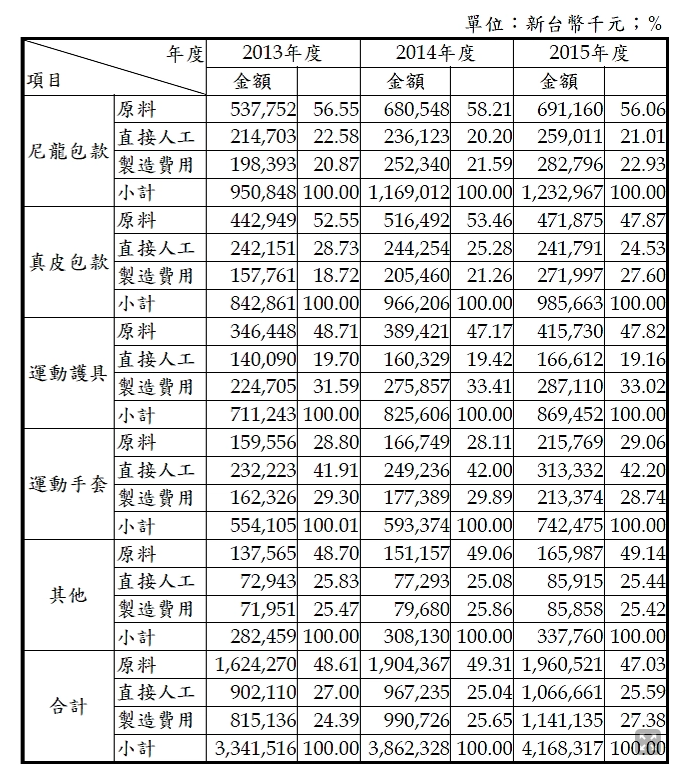 單位：新台幣千元；%
年度 2013年度 2014年度 2015年度
項目 金額 金額 金額
尼龍包款 原料 537,752 56.55 680,548 58.21 691,160 56.06
直接人工 214,703 22.58 236,123 20.20 259,011 21.01
製造費用 198,393 20.87 252,340 21.59 282,796 22.93
小計 950,848 100.00 1,169,012 100.00 1,232,967 100.00
真皮包款 原料 442,949 52.55 516,492 53.46 471,875 47.87
直接人工 242,151 28.73 244,254 25.28 241,791 24.53
製造費用 157,761 18.72 205,460 21.26 271,997 27.60
小計 842,861 100.00 966,206 100.00 985,663 100.00
運動護具 原料 346,448 48.71 389,421 47.17 415,730 47.82
直接人工 140,090 19.70 160,329 19.42 166,612 19.16
製造費用 224,705 31.59 275,857 33.41 287,110 33.02
小計 711,243 100.00 825,606 100.00 869,452 100.00
運動手套 原料 159,556 28.80 166,749 28.11 215,769 29.06
直接人工 232,223 41.91 249,236 42.00 313,332 42.20
製造費用 162,326 29.30 177,389 29.89 213,374 28.74
小計 554,105 100.01 593,374 100.00 742,475 100.00
其他 原料 137,565 48.70 151,157 49.06 165,987 49.14
直接人工 72,943 25.83 77,293 25.08 85,915 25.44
製造費用 71,951 25.47 79,680 25.86 85,858 25.42
小計 282,459 100.00 308,130 100.00 337,760 100.00
合計 原料 1,624,270 48.61 1,904,367 49.31 1,960,521 47.03
直接人工 902,110 27.00 967,235 25.04 1,066,661 25.59
製造費用 815,136 24.39 990,726 25.65 1,141,135 27.38
小計 3,341,516 100.00 3,862,328 100.00 4,168,317 100.00